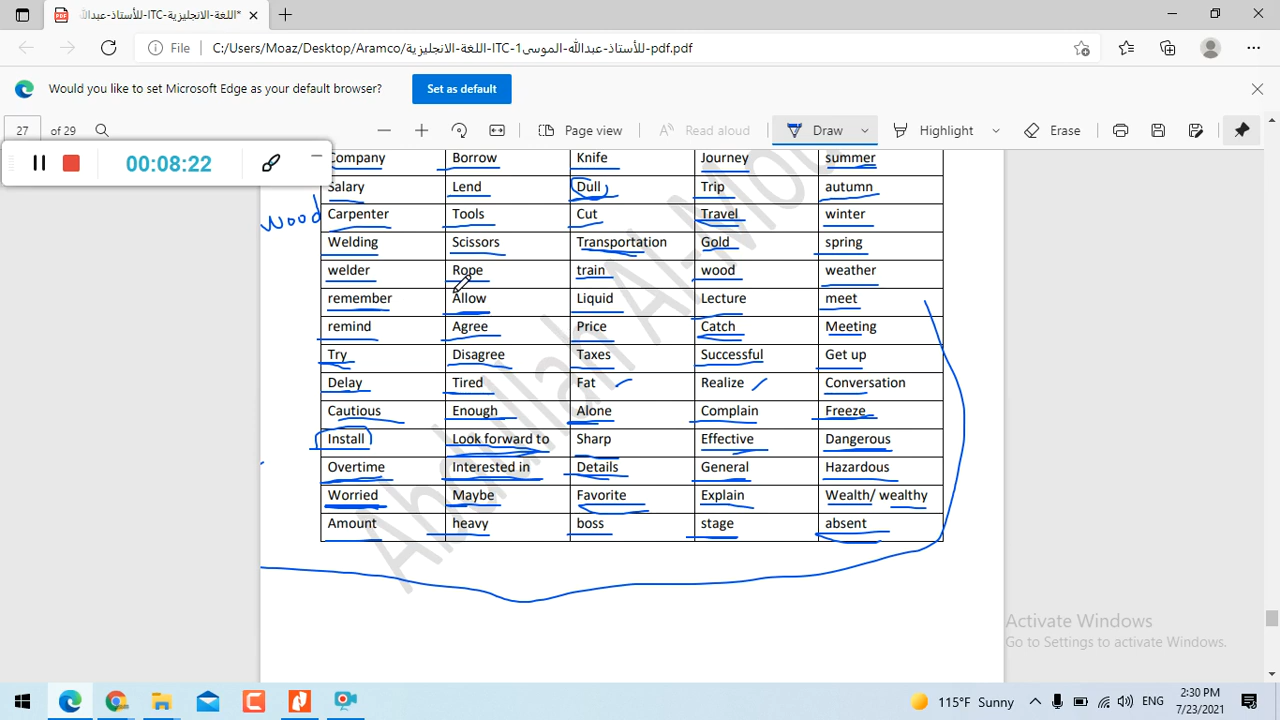 اللغة-الانجليزية-ITC-للأستاذ-عبدالله*
File C:/Users/Moaz/Desktop/Aramco/اللغة-الانجليزية-ITC-1للأستاذ-عبدالله-الموسى-pdf.pdf
Would you like to set Microsoft Edge as your default browser? Set as default
27 of 29 Page view Read aloud Draw Highlight Erase
00:08:22
Company Borrow Knife Journey summer
Salary Lend Dull Trip autumn
Wood
Carpenter Tools Cut Travel winter
Welding Scissors Transportation Gold spring
welder Rope train wood weather
remember Allow Liquid Lecture meet
remind Agree Price Catch Meeting
Try Disagree Taxes Successful Get up
Delay Tired Fat Realize Conversation
Cautious Enough Alone Complain Freeze
Install Look forward to Sharp Effective Dangerous
Overtime Interested in Details General Hazardous
Worried Maybe Favorite Explain Wealth/ wealthy
Amount heavy boss stage absent
Abdullah Al-Mo
Activate Windows
Go to Settings to activate Windows.
115°F Sunny ENG 2:30 PM
7/23/2021